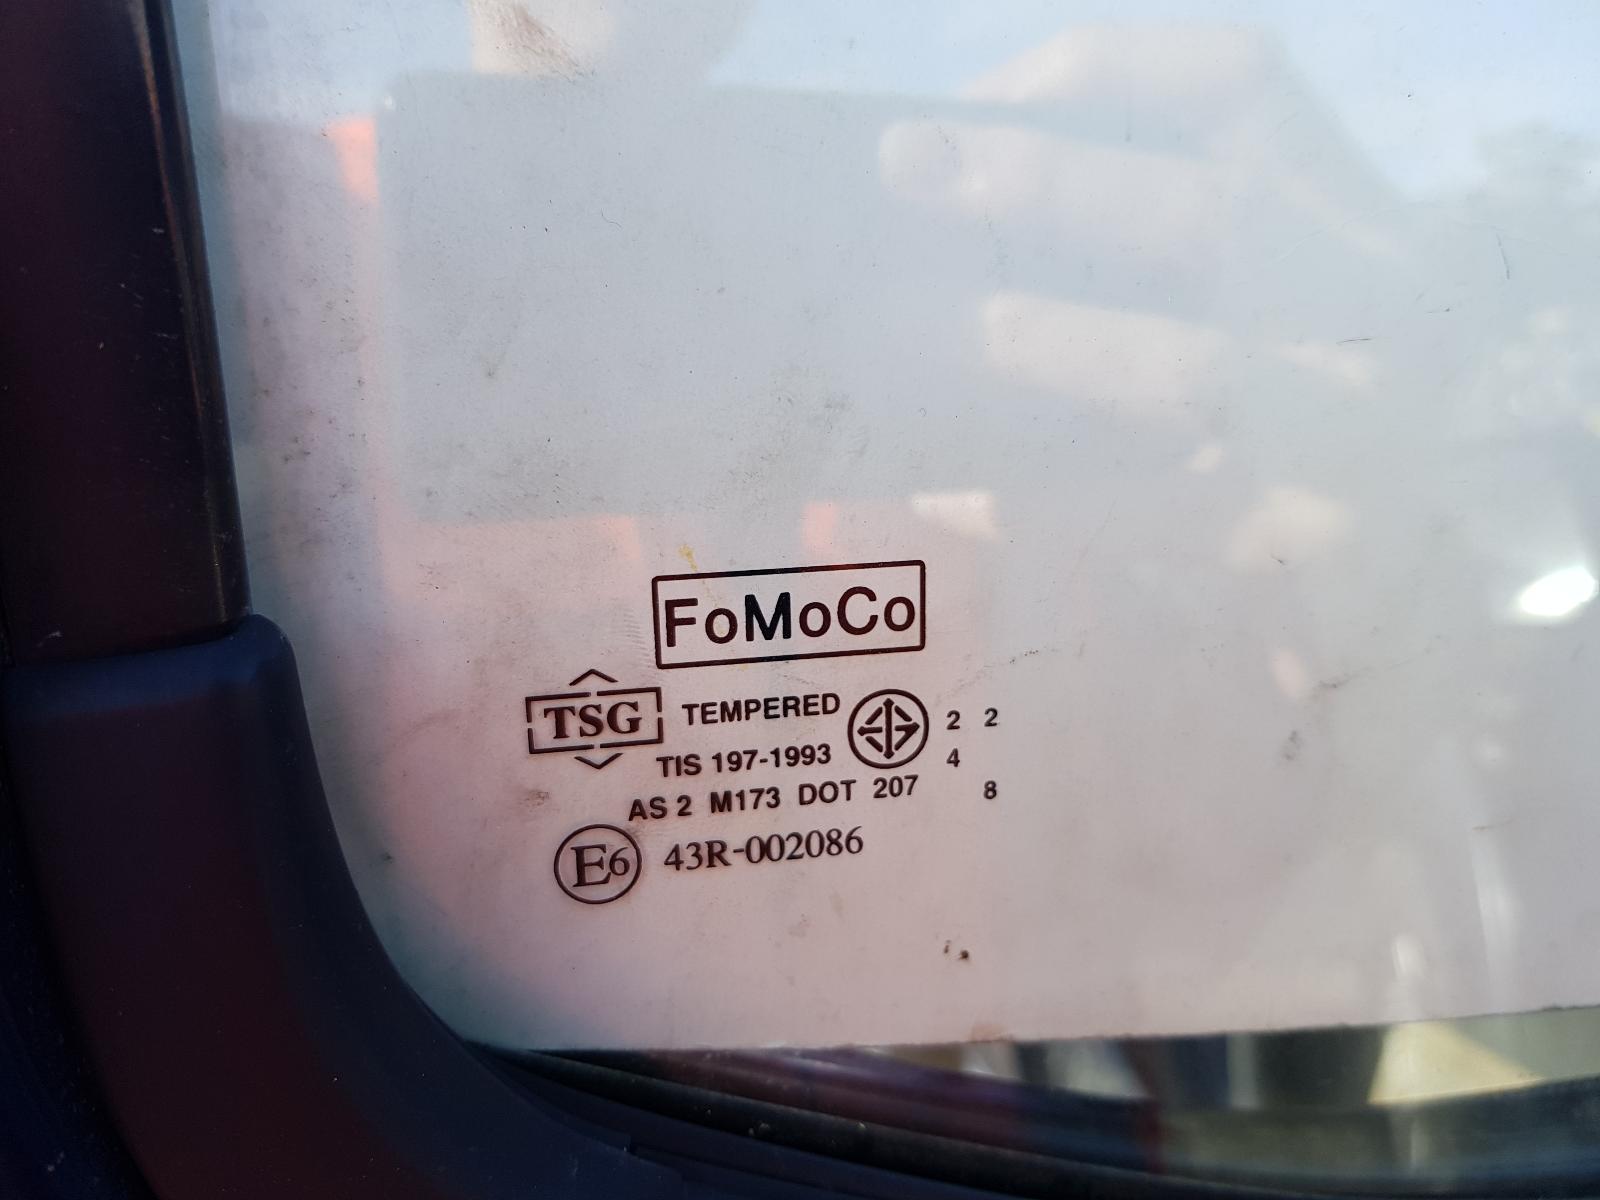 FoMoCo
TSG TEMPERED 2 2
TIS 197-1993 4
AS 2 M173 DOT 207 8
E6 43R-002086